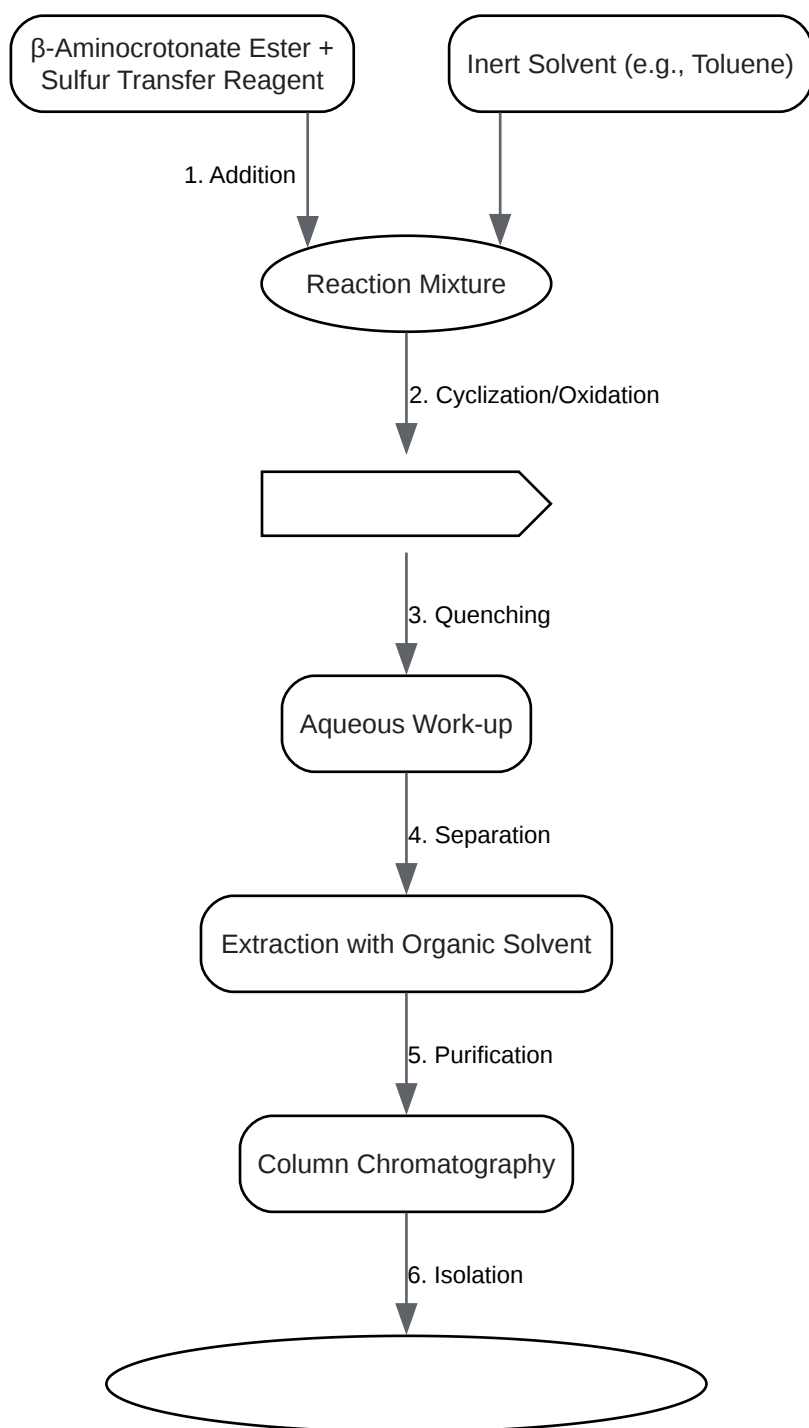 β-Aminocrotonate Ester +
Sulfur Transfer Reagent
Inert Solvent (e.g., Toluene)
1. Addition
Reaction Mixture
2. Cyclization/Oxidation
3. Quenching
Aqueous Work-up
4. Separation
Extraction with Organic Solvent
5. Purification
Column Chromatography
6. Isolation